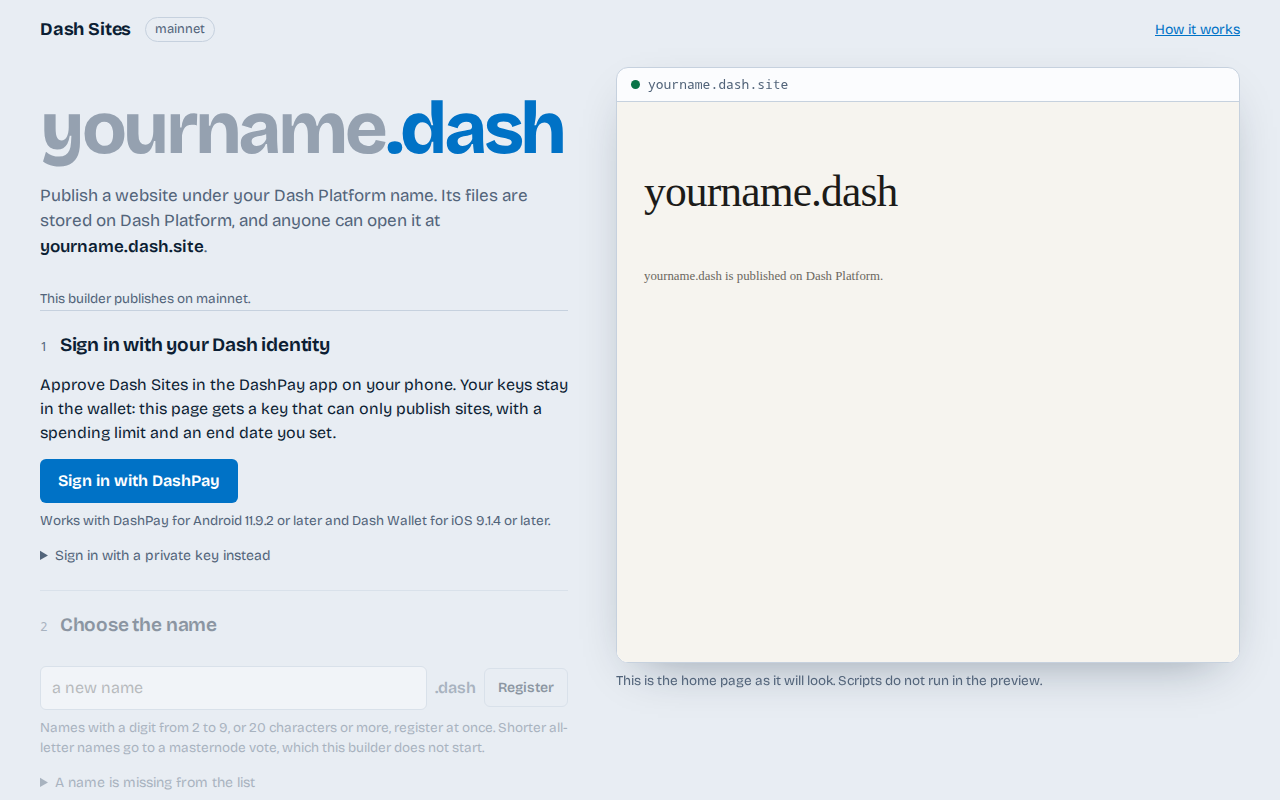 Dash Sites
mainnet
How it works
yourname.dash
Publish a website under your Dash Platform name. Its files are
stored on Dash Platform, and anyone can open it at
yourname.dash.site.
This builder publishes on mainnet.
1 Sign in with your Dash identity
Approve Dash Sites in the DashPay app on your phone. Your keys stay
in the wallet: this page gets a key that can only publish sites, with a
spending limit and an end date you set.
Sign in with DashPay
Works with DashPay for Android 11.9.2 or later and Dash Wallet for iOS 9.1.4 or later.
Sign in with a private key instead
2 Choose the name
a new name
.dash
Register
Names with a digit from 2 to 9, or 20 characters or more, register at once. Shorter all-
letter names go to a masternode vote, which this builder does not start.
A name is missing from the list
yourname.dash.site
yourname.dash
yourname.dash is published on Dash Platform.
This is the home page as it will look. Scripts do not run in the preview.